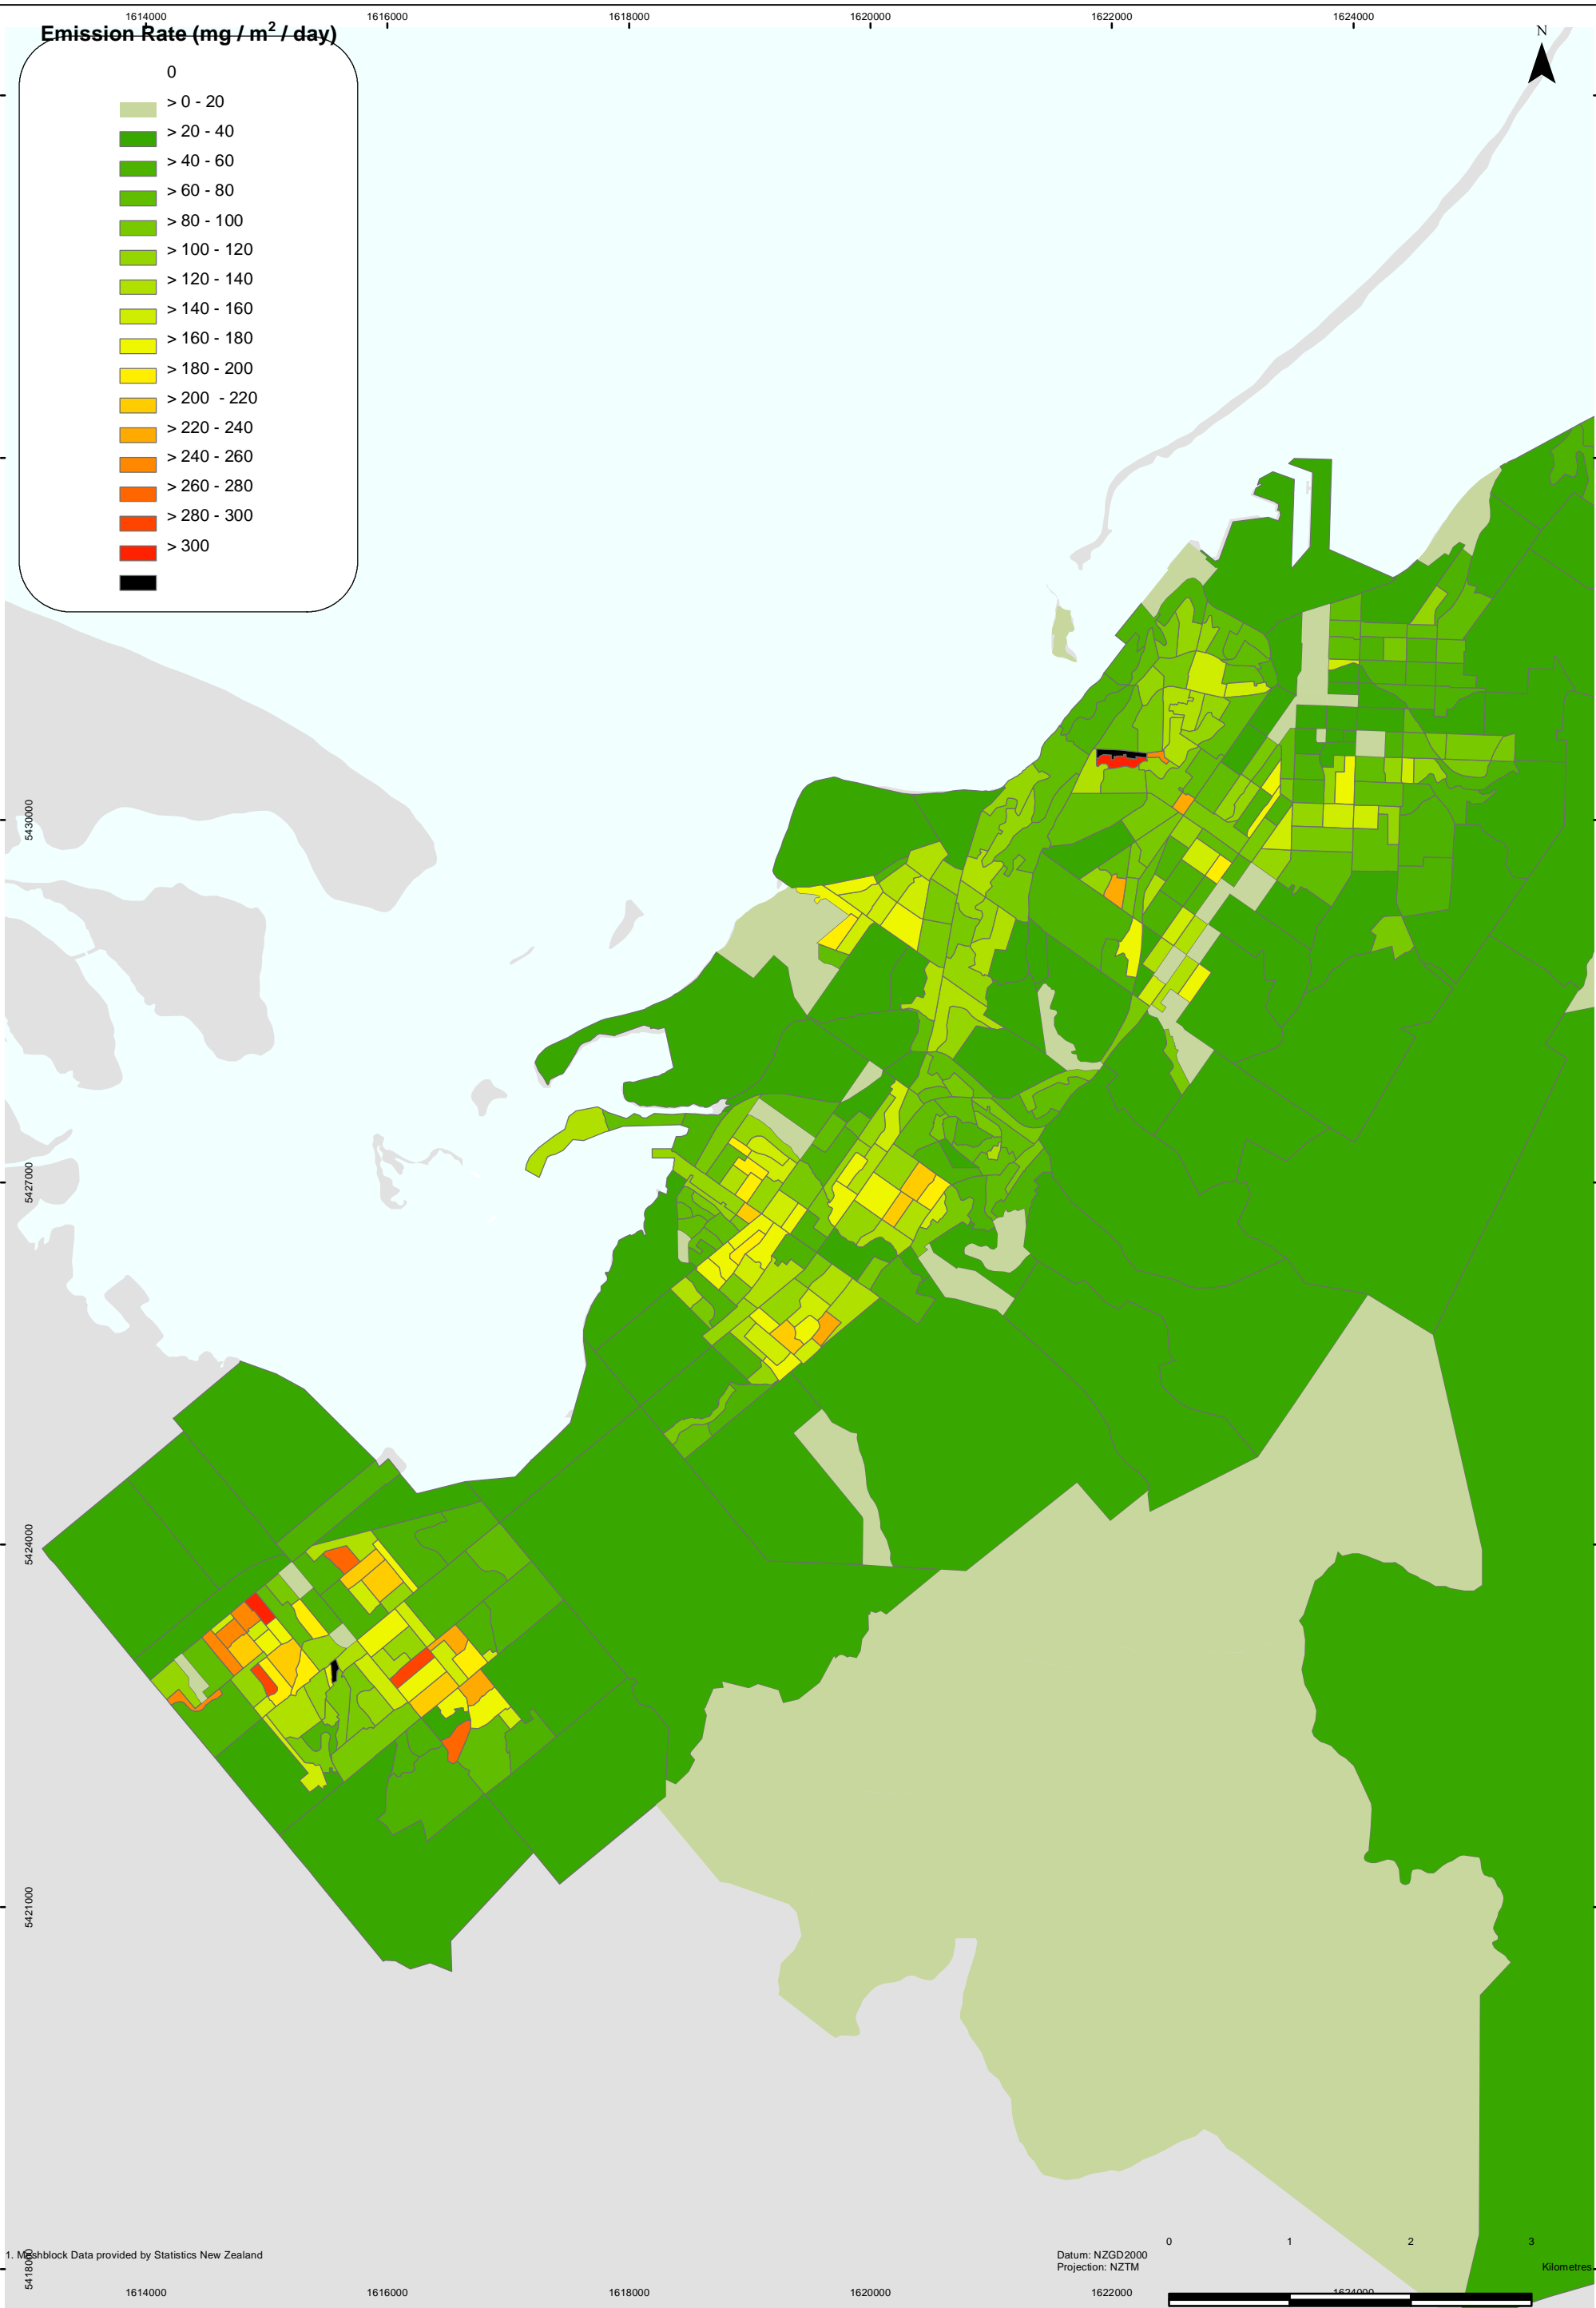 1614000 1616000 1618000 1620000 1622000 1624000
Emission Rate (mg / m² / day)
N
0
> 0 - 20
> 20 - 40
> 40 - 60
> 60 - 80
> 80 - 100
> 100 - 120
> 120 - 140
> 140 - 160
> 160 - 180
> 180 - 200
> 200 - 220
> 220 - 240
> 240 - 260
> 260 - 280
> 280 - 300
> 300
5430000
5427000
5424000
5421000
5418000
1. Meshblock Data provided by Statistics New Zealand
Datum: NZGD2000
Projection: NZTM
0 1 2 3
Kilometres
1614000 1616000 1618000 1620000 1622000 1624000